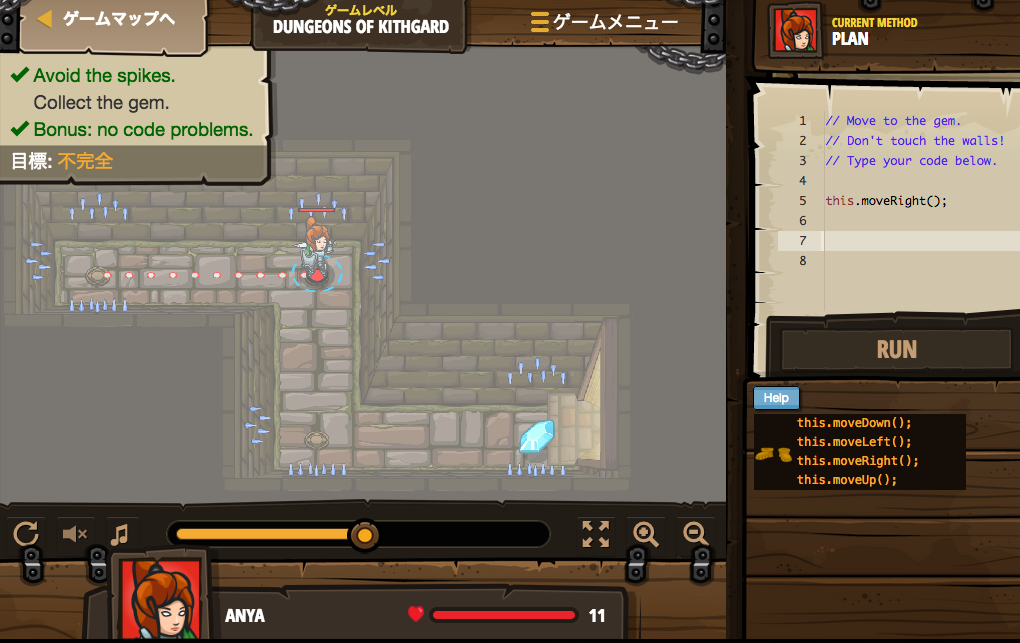 ゲームマップへ
ゲームレベル
DUNGEONS OF KITHGARD
ゲームメニュー
CURRENT METHOD
PLAN
Avoid the spikes.
Collect the gem.
Bonus: no code problems.
目標: 不完全
1 // Move to the gem.
2 // Don't touch the walls!
3 // Type your code below.
4
5 this.moveRight();
6
7
8
RUN
Help
this.moveDown();
this.moveLeft();
this.moveRight();
this.moveUp();
ANYA
11